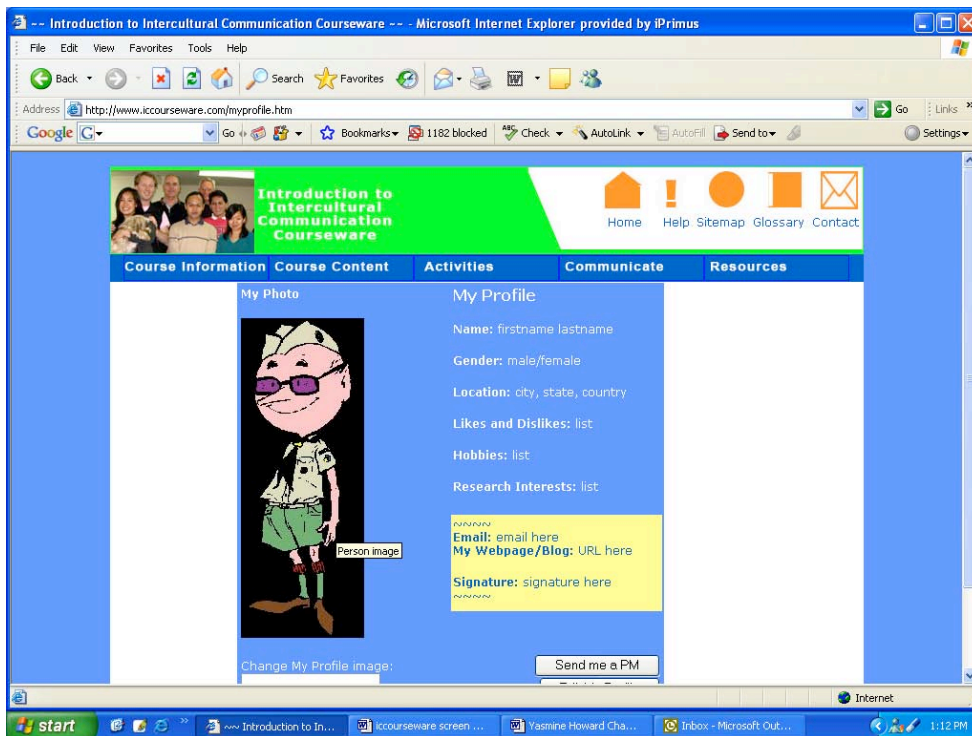 -- Introduction to Intercultural Communication Courseware -- - Microsoft Internet Explorer provided by iPrimus
File Edit View Favorites Tools Help
Back Search Favorites
Address http://www.iccourseware.com/myprofile.htm Go Links »
Google G Go Bookmarks 1182 blocked Check AutoLink AutoFill Send to Settings
Introduction to
Intercultural
Communication
Courseware
Home Help Sitemap Glossary Contact
Course Information Course Content Activities Communicate Resources
My Photo
My Profile
Name: firstname lastname
Gender: male/female
Location: city, state, country
Likes and Dislikes: list
Hobbies: list
Research Interests: list
~~~~
Email: email here
My Webpage/Blog: URL here
Signature: signature here
~~~~
Person image
Change My Profile image:
Send me a PM
Internet
start » ~~ Introduction to In... iccourseware screen ... Yasmine Howard Cha... Inbox - Microsoft Out... 1:12 PM